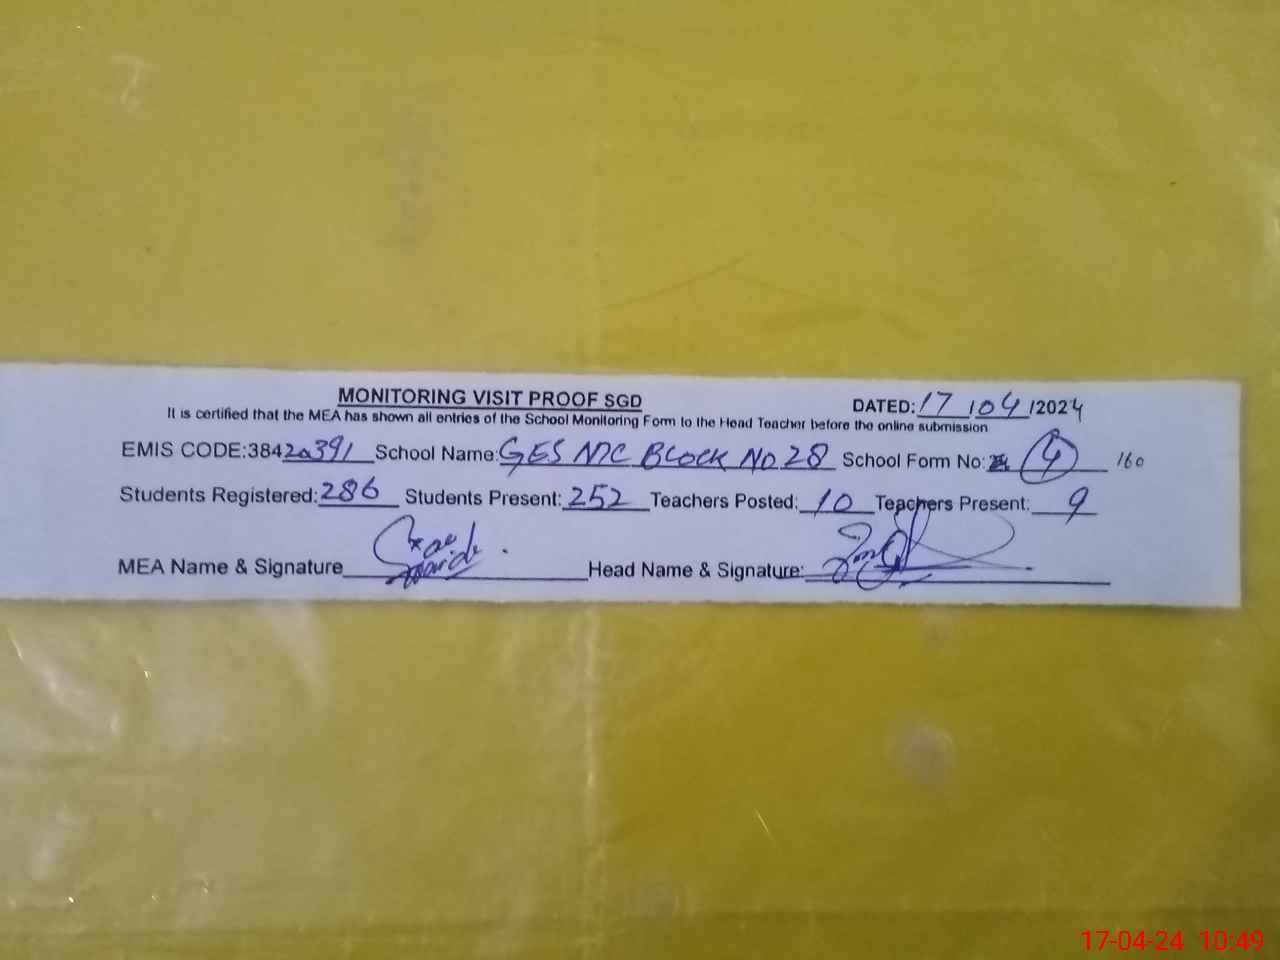 MONITORING VISIT PROOF SGD DATED: 17/04/2024
It is certified that the MEA has shown all entries of the School Monitoring Form to the Head Teacher before the online submission
EMIS CODE:38420391 School Name: GES MC BLOCK NO 28 School Form No: 4 160
Students Registered: 286 Students Present: 252 Teachers Posted: 10 Teachers Present: 9
MEA Name & Signature Head Name & Signature:
17-04-24 10:49